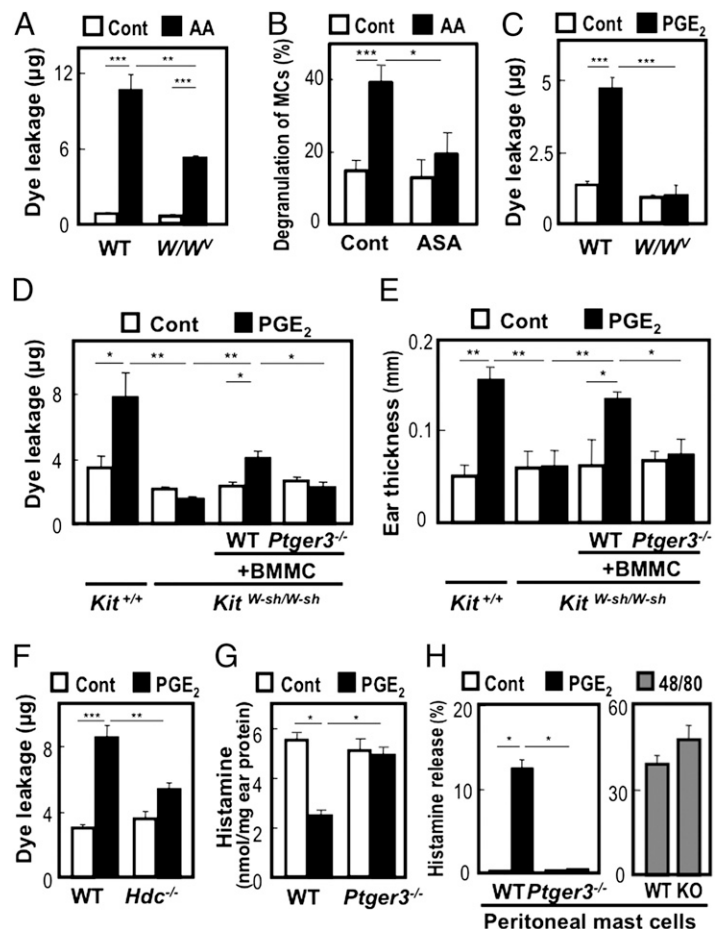 A
Cont AA
Dye leakage (µg)
12
6
0
*** **
***
WT W/Wᵛ
B
Cont AA
Degranulation of MCs (%)
40
20
0
*** *
Cont ASA
C
Cont PGE₂
Dye leakage (µg)
5
2.5
0
*** ***
WT W/Wᵛ
D
Cont PGE₂
Dye leakage (µg)
8
4
0
* ** ** *
*
WT Ptger3⁻/⁻
+BMMC
Kit⁺/⁺ Kit W-sh/W-sh
E
Cont PGE₂
Ear thickness (mm)
0.2
0.1
0
** ** ** *
*
WT Ptger3⁻/⁻
+BMMC
Kit⁺/⁺ Kit W-sh/W-sh
F
Cont PGE₂
Dye leakage (µg)
8
4
0
*** **
WT Hdc⁻/⁻
G
Cont PGE₂
Histamine
(nmol/mg ear protein)
6
4
2
0
* *
WT Ptger3⁻/⁻
H
Cont PGE₂ 48/80
Histamine release (%)
20
10
0
* *
60
30
0
WT Ptger3⁻/⁻ WT KO
Peritoneal mast cells